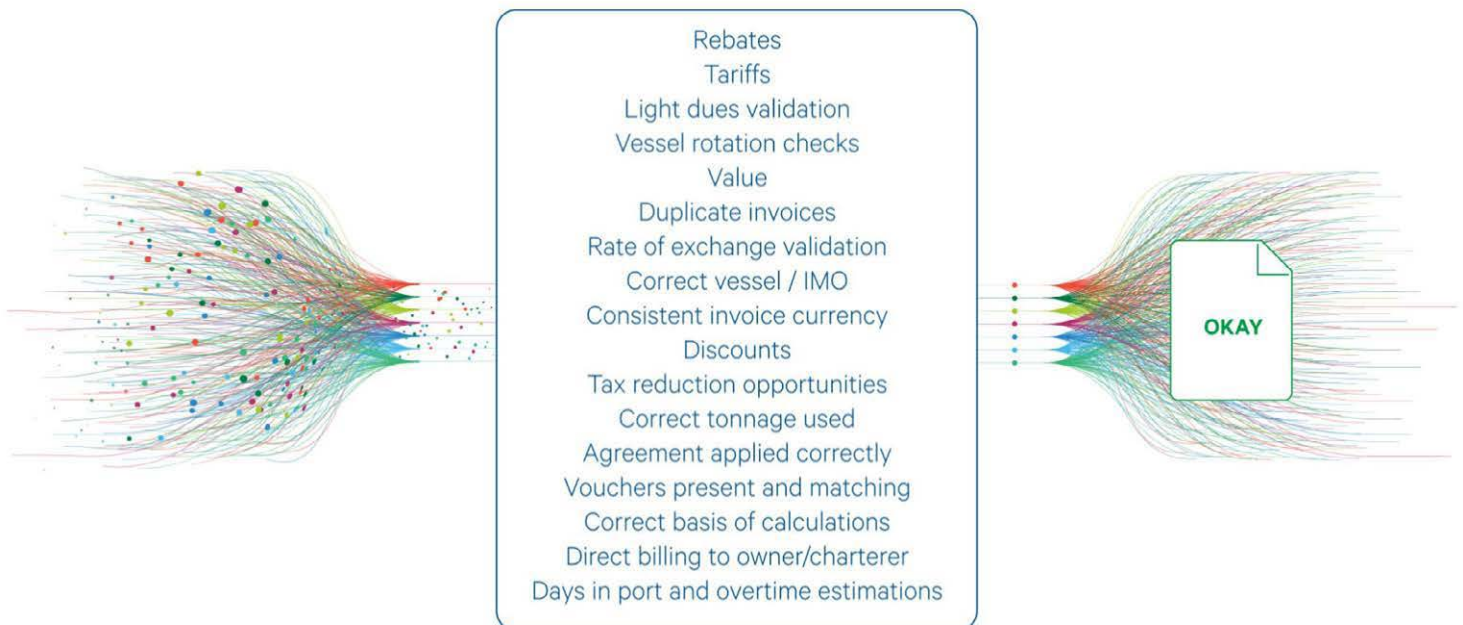 Rebates
Tariffs
Light dues validation
Vessel rotation checks
Value
Duplicate invoices
Rate of exchange validation
Correct vessel / IMO
Consistent invoice currency
Discounts
Tax reduction opportunities
Correct tonnage used
Agreement applied correctly
Vouchers present and matching
Correct basis of calculations
Direct billing to owner/charterer
Days in port and overtime estimations
OKAY